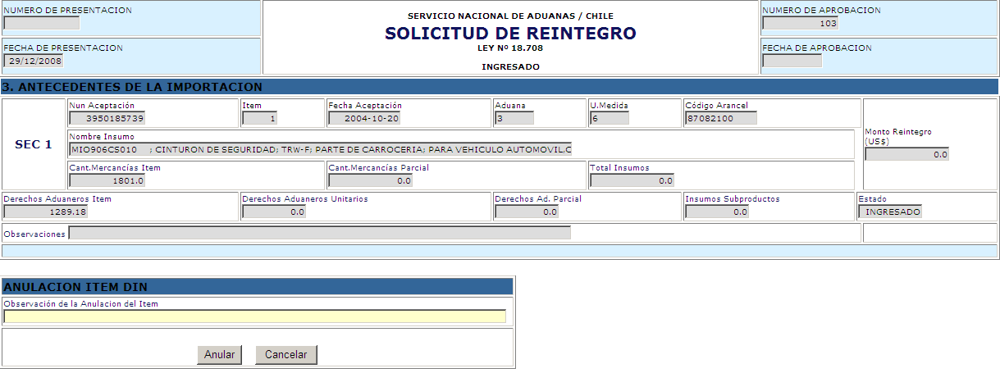 NUMERO DE PRESENTACION
FECHA DE PRESENTACION
29/12/2008
SERVICIO NACIONAL DE ADUANAS / CHILE
SOLICITUD DE REINTEGRO
LEY Nº 18.708
INGRESADO
NUMERO DE APROBACION
103
FECHA DE APROBACION
3. ANTECEDENTES DE LA IMPORTACION
SEC 1
Nun Aceptación
3950185739
Item
1
Fecha Aceptación
2004-10-20
Aduana
3
U.Medida
6
Código Arancel
87082100
Nombre Insumo
MIO906CS010 ; CINTURON DE SEGURIDAD; TRW-F; PARTE DE CARROCERIA; PARA VEHICULO AUTOMOVIL,C
Cant.Mercancías Item
1801.0
Cant.Mercancías Parcial
0.0
Total Insumos
0.0
Monto Reintegro
(US$)
0.0
Derechos Aduaneros Item
1289.18
Derechos Aduaneros Unitarios
0.0
Derechos Ad. Parcial
0.0
Insumos Subproductos
0.0
Estado
INGRESADO
Observaciones
ANULACION ITEM DIN
Observación de la Anulacion del Item
Anular
Cancelar